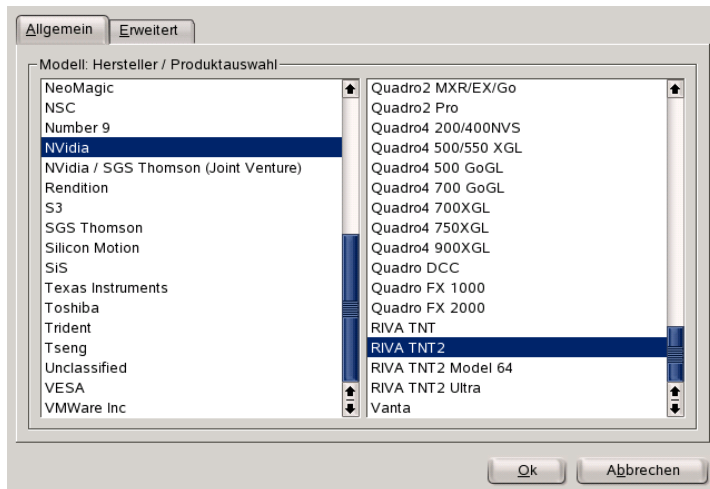 Allgemein
Erweitert
Modell: Hersteller / Produktauswahl
NeoMagic
NSC
Number 9
NVidia
NVidia / SGS Thomson (Joint Venture)
Rendition
S3
SGS Thomson
Silicon Motion
SiS
Texas Instruments
Toshiba
Trident
Tseng
Unclassified
VESA
VMWare Inc
Quadro2 MXR/EX/Go
Quadro2 Pro
Quadro4 200/400NVS
Quadro4 500/550 XGL
Quadro4 500 GoGL
Quadro4 700 GoGL
Quadro4 700XGL
Quadro4 750XGL
Quadro4 900XGL
Quadro DCC
Quadro FX 1000
Quadro FX 2000
RIVA TNT
RIVA TNT2
RIVA TNT2 Model 64
RIVA TNT2 Ultra
Vanta
Ok
Abbrechen